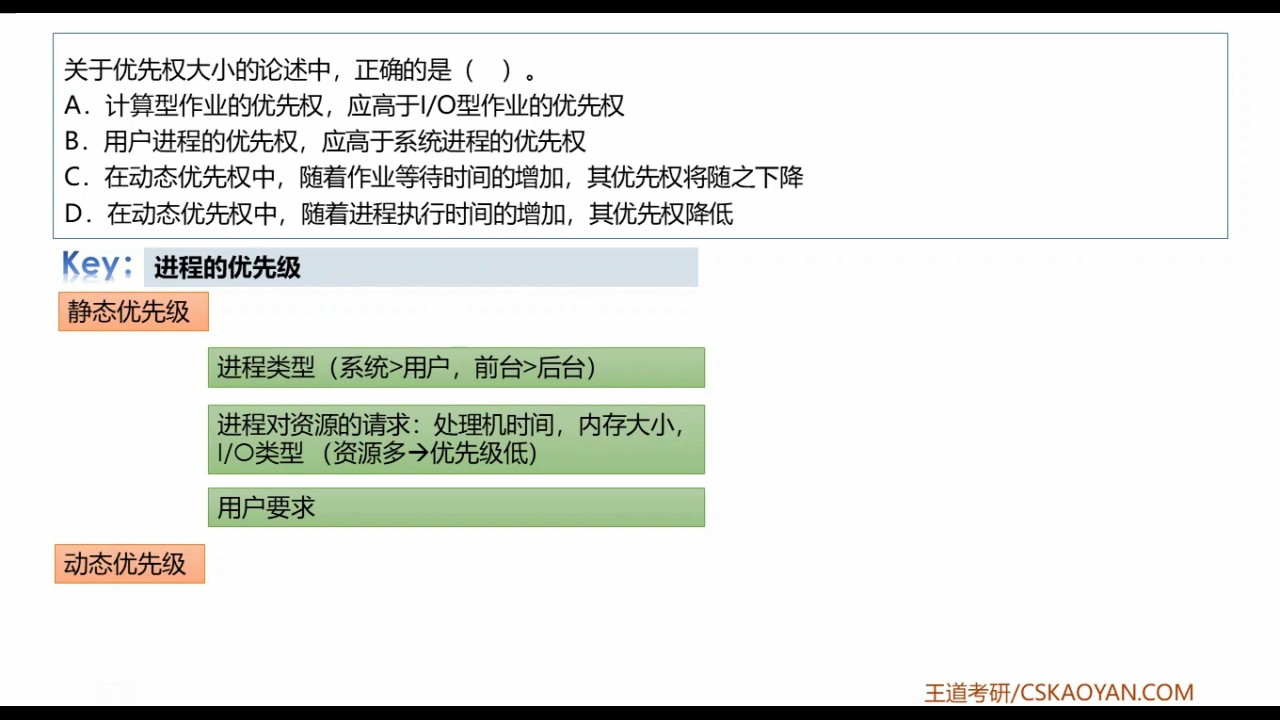 关于优先权大小的论述中，正确的是（　）。
A．计算型作业的优先权，应高于I/O型作业的优先权
B．用户进程的优先权，应高于系统进程的优先权
C．在动态优先权中，随着作业等待时间的增加，其优先权将随之下降
D．在动态优先权中，随着进程执行时间的增加，其优先权降低
Key：进程的优先级
静态优先级
进程类型（系统>用户，前台>后台）
进程对资源的请求：处理机时间，内存大小，
I/O类型 （资源多→优先级低）
用户要求
动态优先级
王道考研/CSKAOYAN.COM